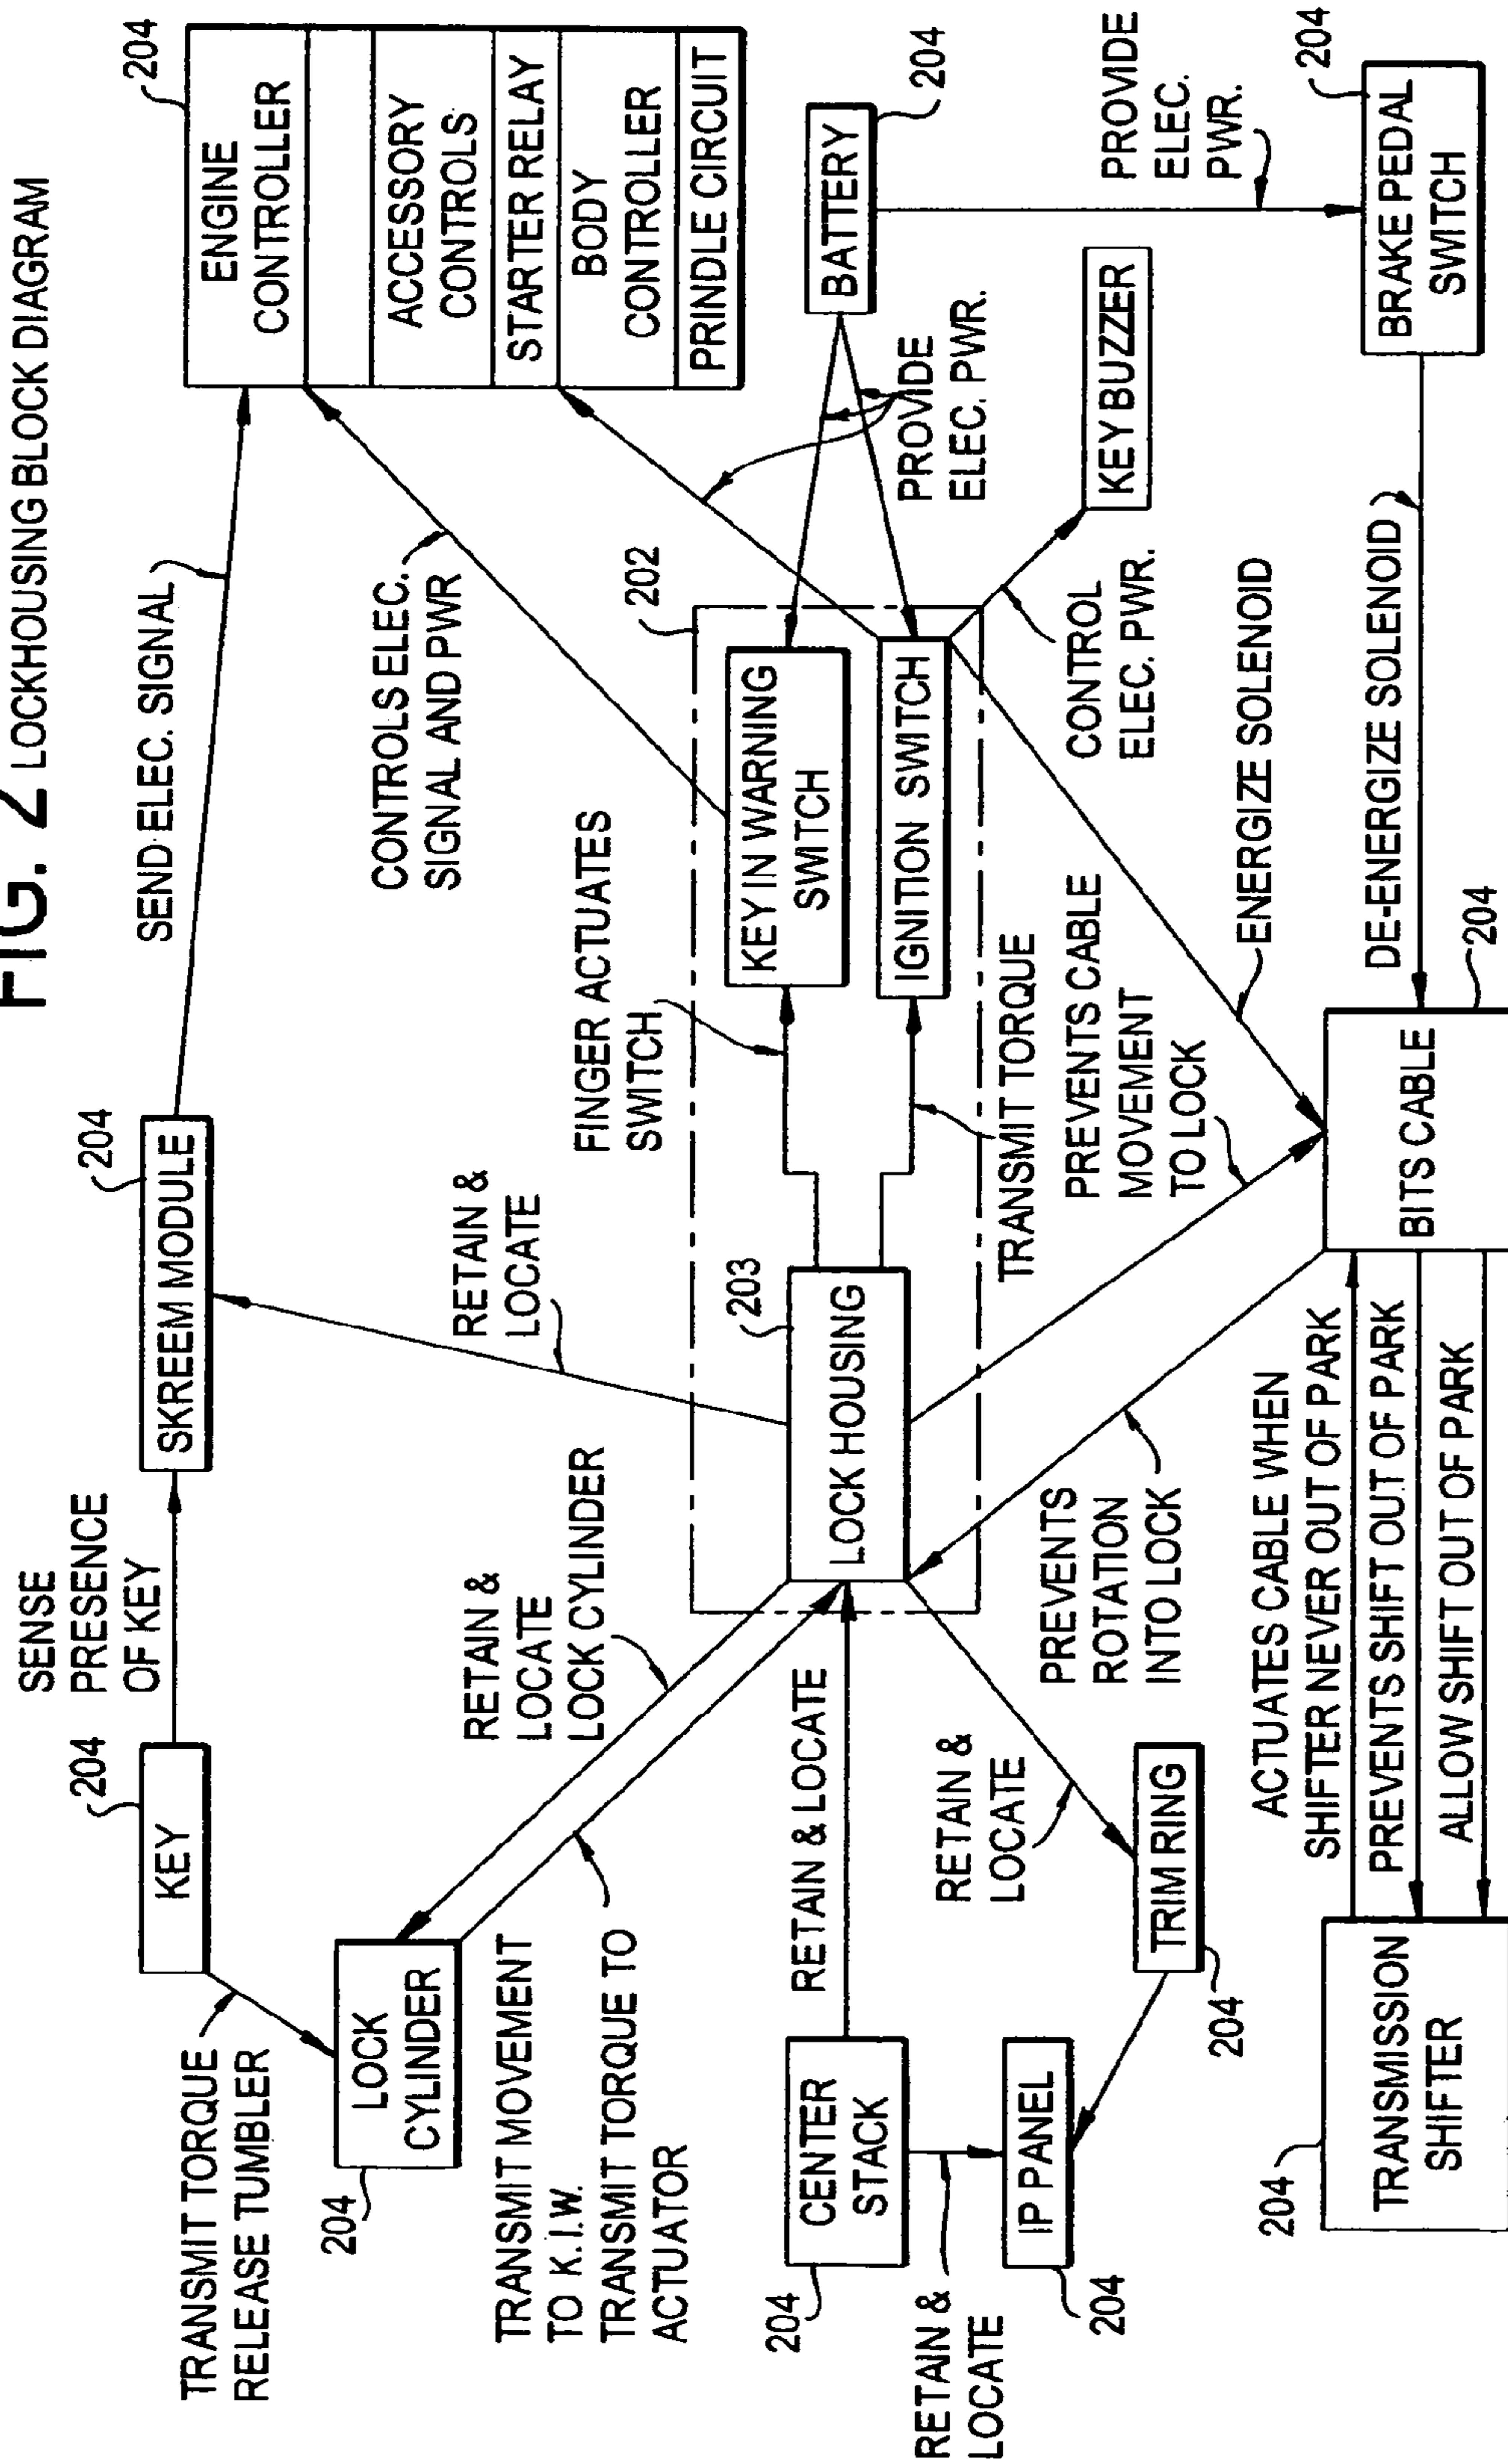 FIG. 2 LOCKHOUSING BLOCK DIAGRAM
SENSE
PRESENCE
OF KEY
204
KEY
204
SKREEM MODULE
SEND ELEC. SIGNAL
204
ENGINE
CONTROLLER
ACCESSORY
CONTROLS
STARTER RELAY
BODY
CONTROLLER
PRINDLE CIRCUIT
TRANSMIT TORQUE
RELEASE TUMBLER
LOCK
CYLINDER
204
RETAIN &
LOCATE
LOCK CYLINDER
RETAIN &
LOCATE
CONTROLS ELEC.
SIGNAL AND PWR
TRANSMIT MOVEMENT
TO K.I.W.
TRANSMIT TORQUE TO
ACTUATOR
FINGER ACTUATES
SWITCH
202
203
LOCK HOUSING
KEY IN WARNING
SWITCH
IGNITION SWITCH
BATTERY
204
PROVIDE
ELEC. PWR.
204
CENTER
STACK
RETAIN & LOCATE
RETAIN &
LOCATE
IP PANEL
204
RETAIN &
LOCATE
TRIM RING
204
PREVENTS
ROTATION
INTO LOCK
TRANSMIT TORQUE
PREVENTS CABLE
MOVEMENT
TO LOCK
CONTROL
ELEC. PWR.
KEY BUZZER
PROVIDE
ELEC.
PWR.
ENERGIZE SOLENOID
204
BRAKE PEDAL
SWITCH
DE-ENERGIZE SOLENOID
204
TRANSMISSION
SHIFTER
ACTUATES CABLE WHEN
SHIFTER NEVER OUT OF PARK
PREVENTS SHIFT OUT OF PARK
ALLOW SHIFT OUT OF PARK
BITS CABLE
204